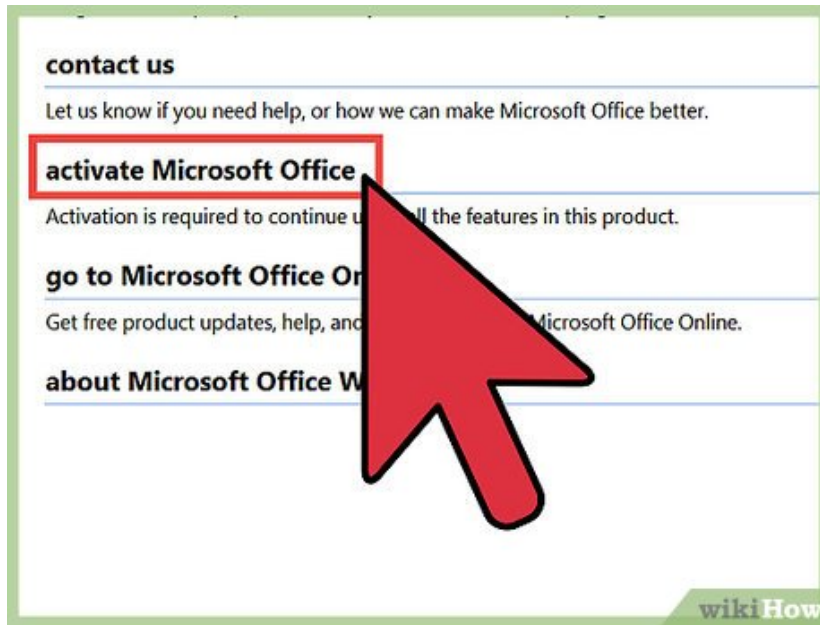 contact us
Let us know if you need help, or how we can make Microsoft Office better.
activate Microsoft Office
Activation is required to continue all the features in this product.
go to Microsoft Office
Get free product updates, help, and Microsoft Office Online.
about Microsoft Office
wikiHow